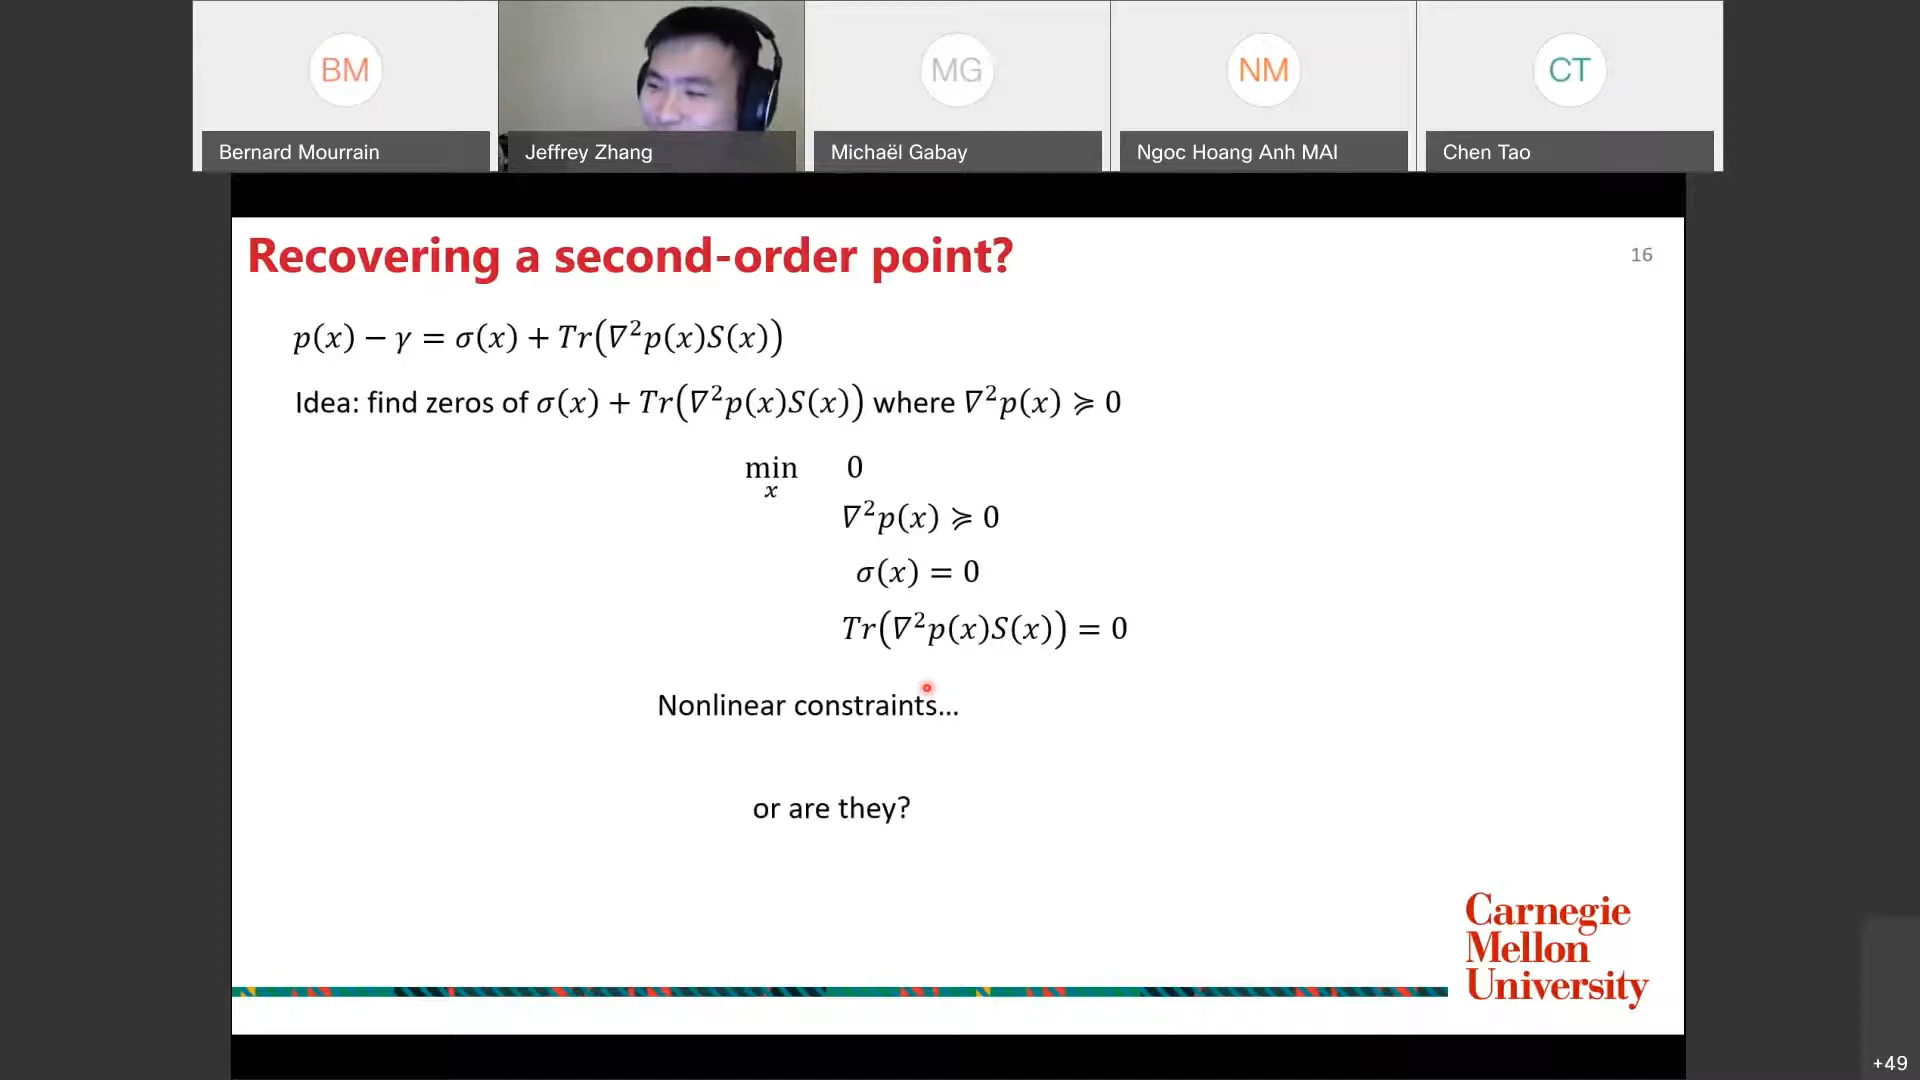 BM
MG
NM
CT
Bernard Mourrain
Jeffrey Zhang
Michaël Gabay
Ngoc Hoang Anh MAI
Chen Tao
Recovering a second-order point?
16
p(x) − γ = σ(x) + Tr(∇²p(x)S(x))
Idea: find zeros of σ(x) + Tr(∇²p(x)S(x)) where ∇²p(x) ≽ 0
min 0
x
∇²p(x) ≽ 0
σ(x) = 0
Tr(∇²p(x)S(x)) = 0
Nonlinear constraints...
or are they?
Carnegie
Mellon
University
+49